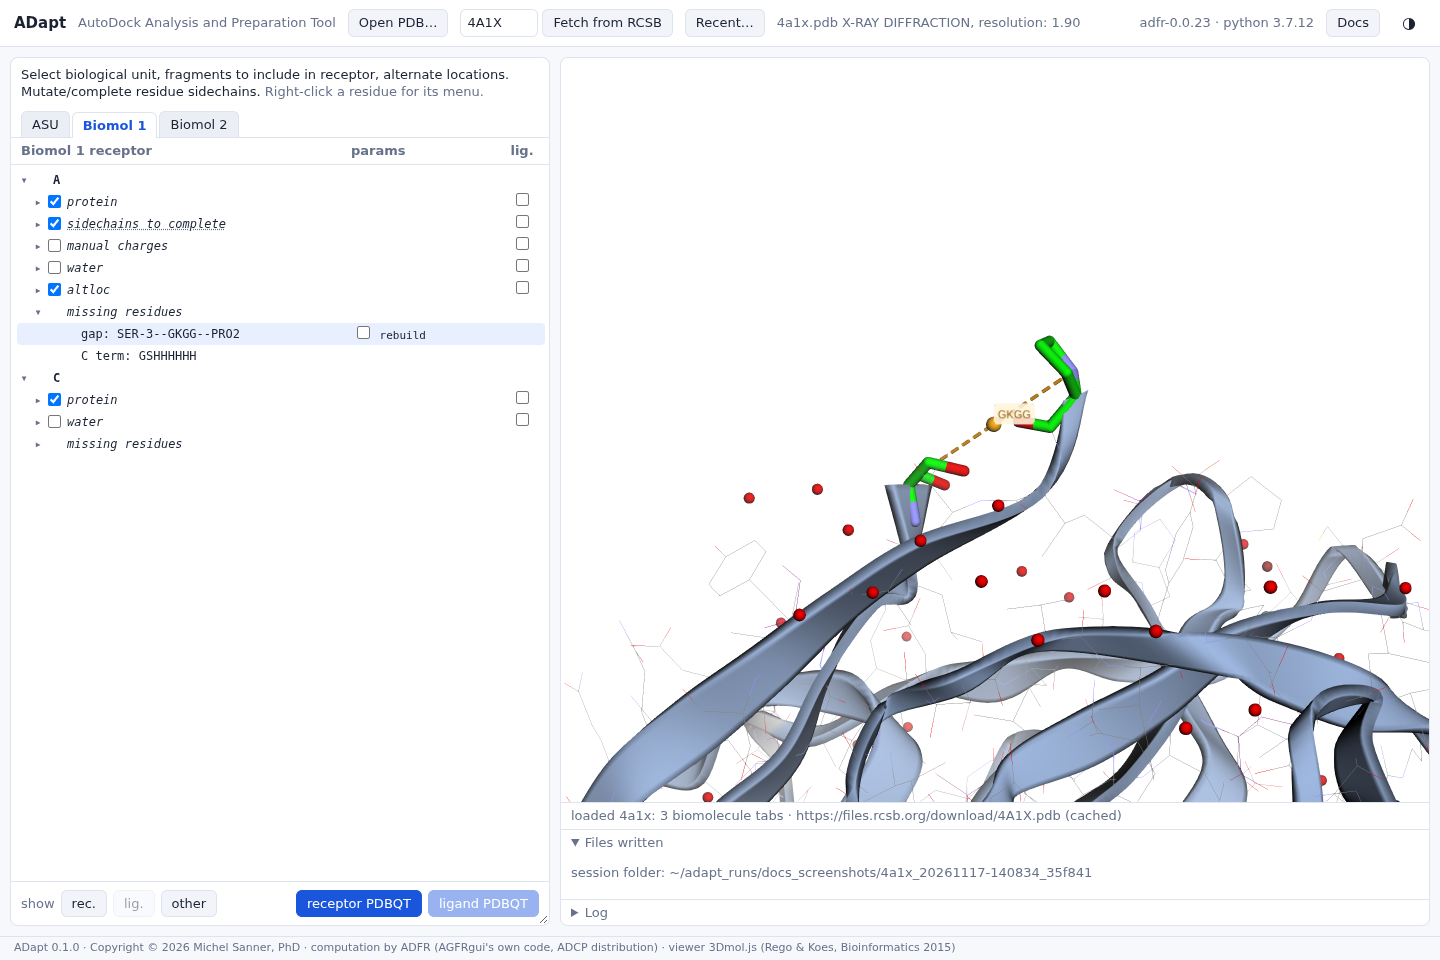 ADapt AutoDock Analysis and Preparation Tool Open PDB... 4A1X Fetch from RCSB Recent... 4a1x.pdb X-RAY DIFFRACTION, resolution: 1.90 adfr-0.0.23 · python 3.7.12 Docs
Select biological unit, fragments to include in receptor, alternate locations.
Mutate/complete residue sidechains. Right-click a residue for its menu.
ASU Biomol 1 Biomol 2
Biomol 1 receptor params lig.
A
protein
sidechains to complete
manual charges
water
altloc
missing residues
gap: SER-3--GKGG--PRO2 rebuild
C term: GSHHHHHH
C
protein
water
missing residues
show rec. lig. other receptor PDBQT ligand PDBQT
GKGG
loaded 4a1x: 3 biomolecule tabs · https://files.rcsb.org/download/4A1X.pdb (cached)
Files written
session folder: ~/adapt_runs/docs_screenshots/4a1x_20261117-140834_35f841
Log
ADapt 0.1.0 · Copyright © 2026 Michel Sanner, PhD · computation by ADFR (AGFRgui's own code, ADCP distribution) · viewer 3Dmol.js (Rego & Koes, Bioinformatics 2015)